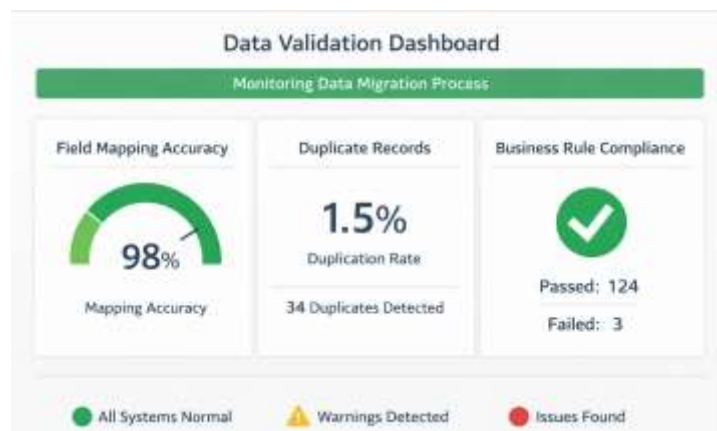 Data Validation Dashboard
Monitoring Data Migration Process
Field Mapping Accuracy
98%
Mapping Accuracy
Duplicate Records
1.5%
Duplication Rate
34 Duplicates Detected
Business Rule Compliance
Passed: 124
Failed: 3
All Systems Normal
Warnings Detected
Issues Found